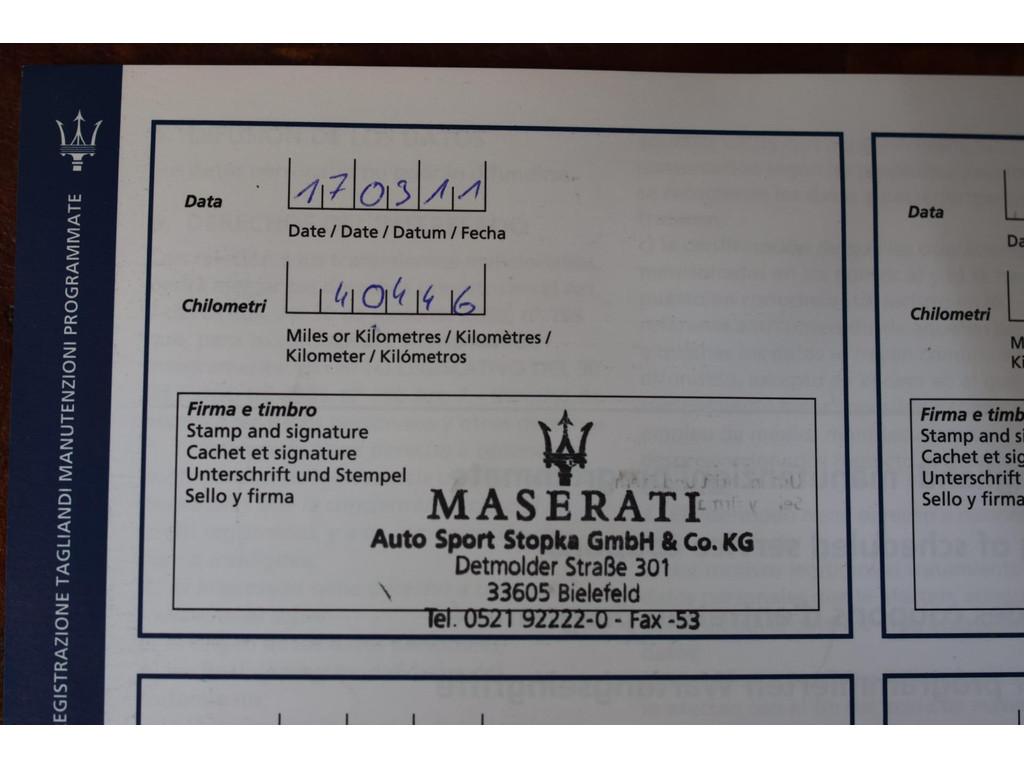 REGISTRAZIONE TAGLIANDI MANUTENZIONI PROGRAMMATE
Data
170311
Date / Date / Datum / Fecha
Chilometri
40446
Miles or Kilometres / Kilomètres /
Kilometer / Kilómetros
Firma e timbro
Stamp and signature
Cachet et signature
Unterschrift und Stempel
Sello y firma
MASERATI
Auto Sport Stopka GmbH & Co. KG
Detmolder Straße 301
33605 Bielefeld
Tel. 0521 92222-0 - Fax -53
Data
Chilometri
Firma e timb
Stamp and si
Cachet et sig
Unterschrift
Sello y firma